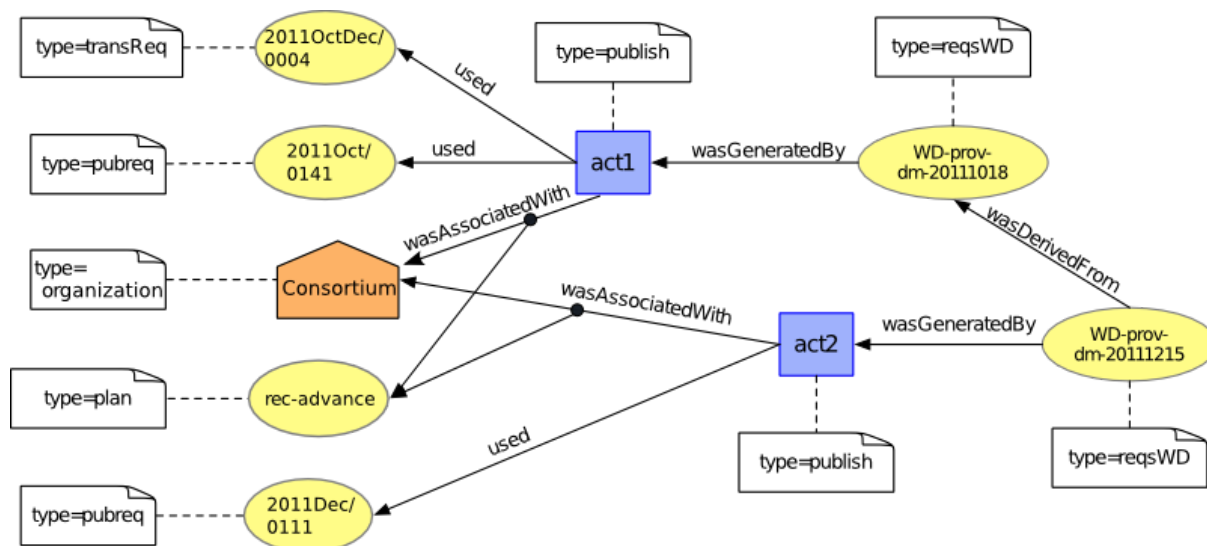 type=transReq
2011OctDec/
0004
used
type=publish
type=reqsWD
type=pubreq
2011Oct/
0141
used
act1
wasGeneratedBy
WD-prov-
dm-20111018
wasAssociatedWith
wasDerivedFrom
type=
organization
Consortium
wasAssociatedWith
act2
wasGeneratedBy
WD-prov-
dm-20111215
type=plan
rec-advance
used
type=publish
type=reqsWD
type=pubreq
2011Dec/
0111